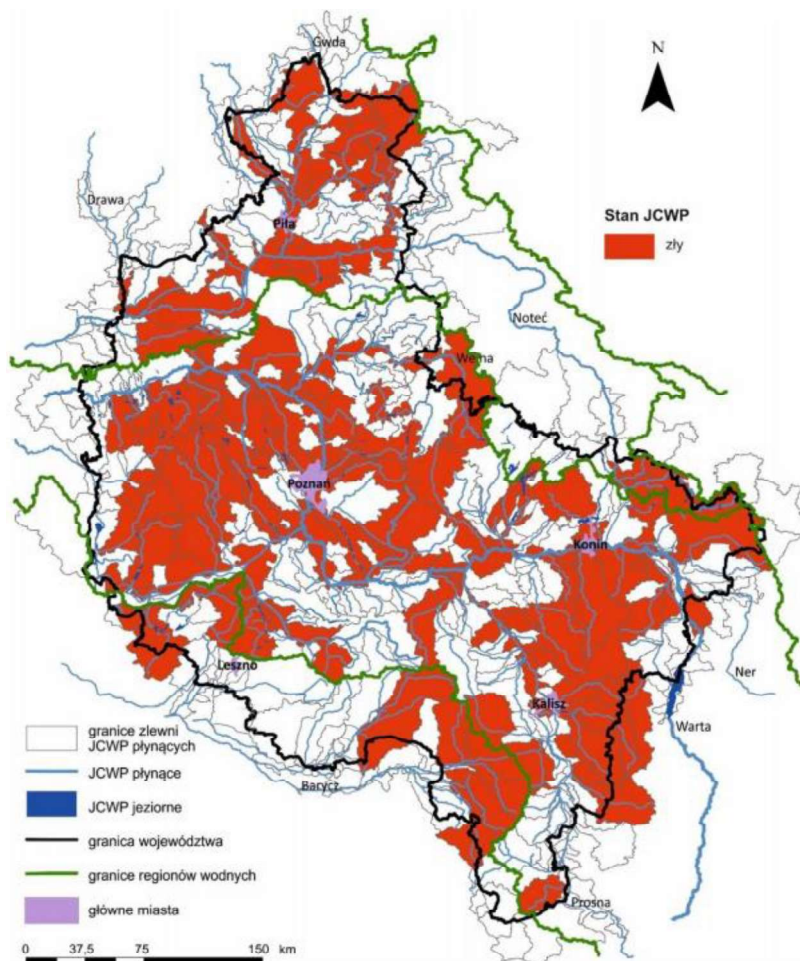 Gwda
N
Drawa
Stan JCWP
zły
Piła
Noteć
Wełna
Poznań
Konin
Leszno
Ner
Kalisz
Warta
granice zlewni
JCWP płynących
JCWP płynące
Barycz
JCWP jeziorne
granica województwa
granice regionów wodnych
główne miasta
Prosna
0 37,5 75 150 km